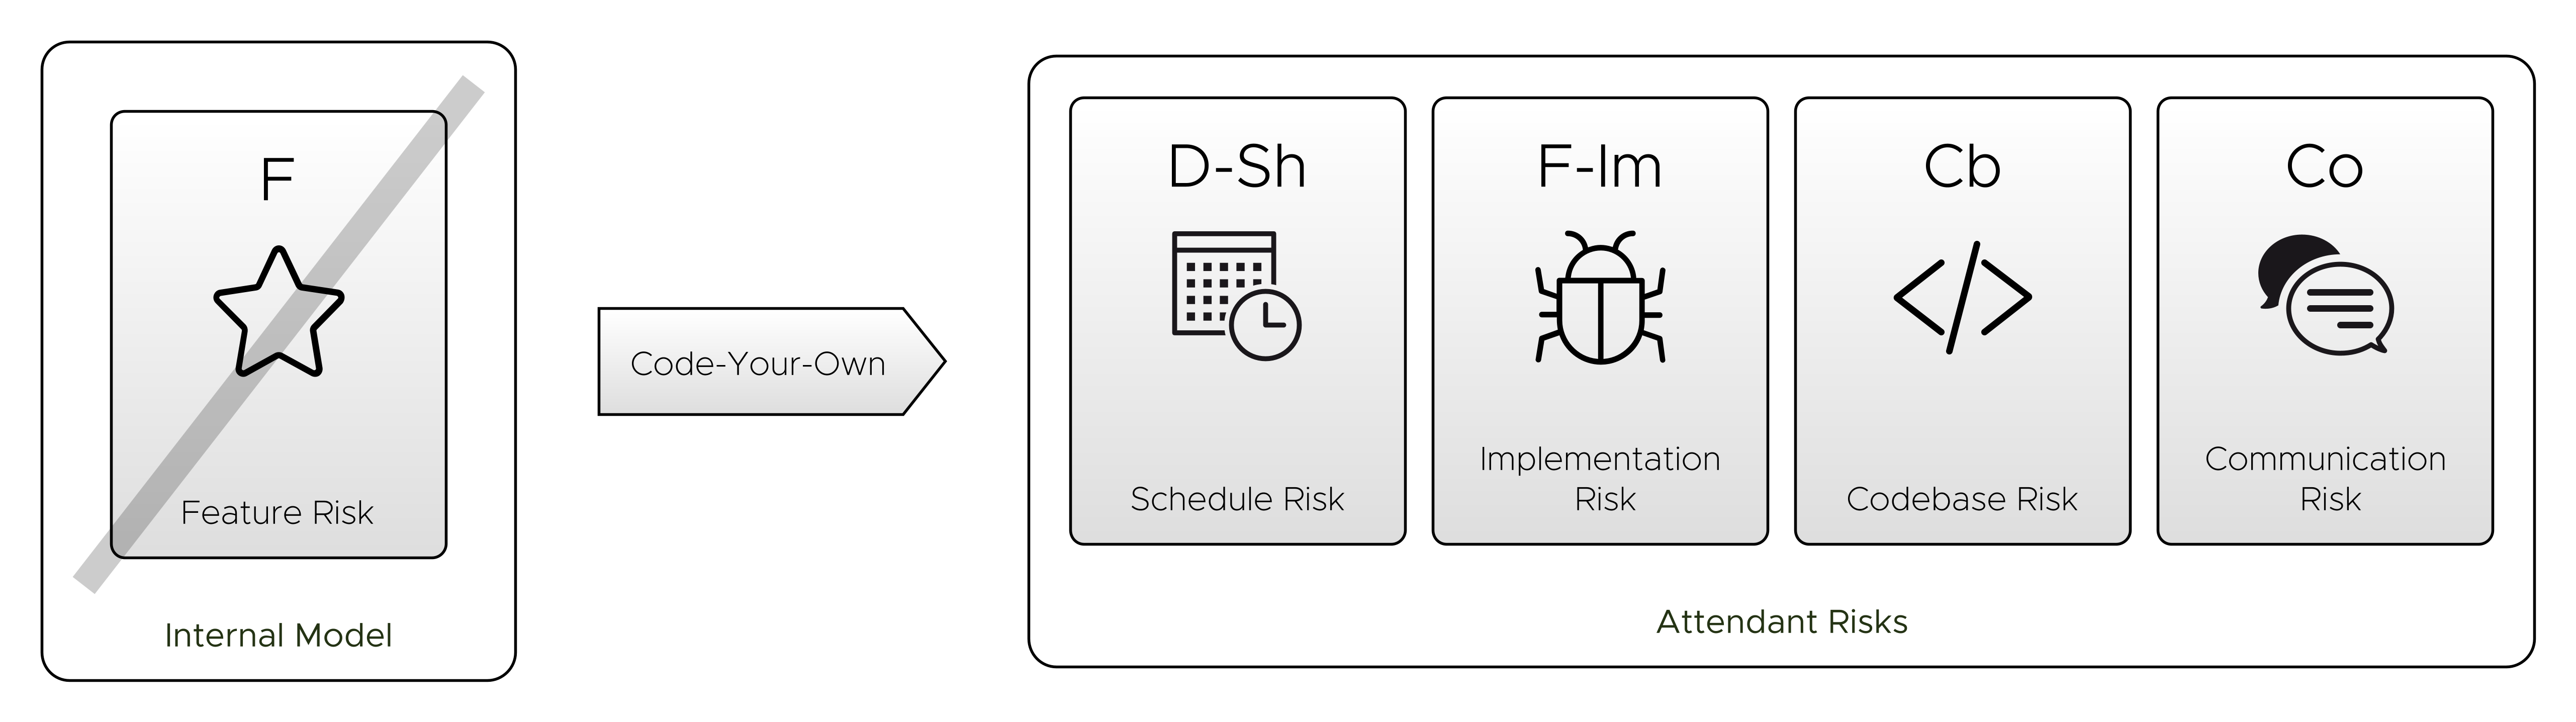 F
Feature Risk
Internal Model
Code-Your-Own
D-Sh
Schedule Risk
F-Im
Implementation
Risk
Cb
Codebase Risk
Co
Communication
Risk
Attendant Risks